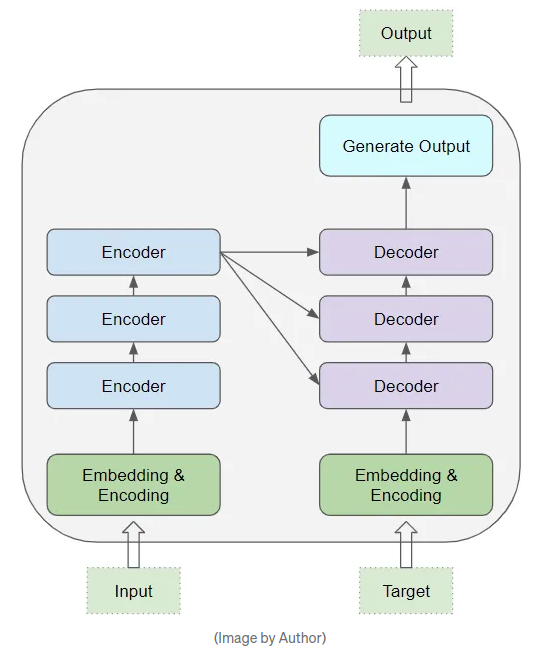 Output
Generate Output
Encoder
Decoder
Encoder
Decoder
Encoder
Decoder
Embedding &
Encoding
Embedding &
Encoding
Input
Target
(Image by Author)